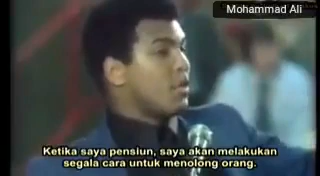 Mohammad Ali
Ketika saya pensiun, saya akan melakukan
segala cara untuk menolong orang.